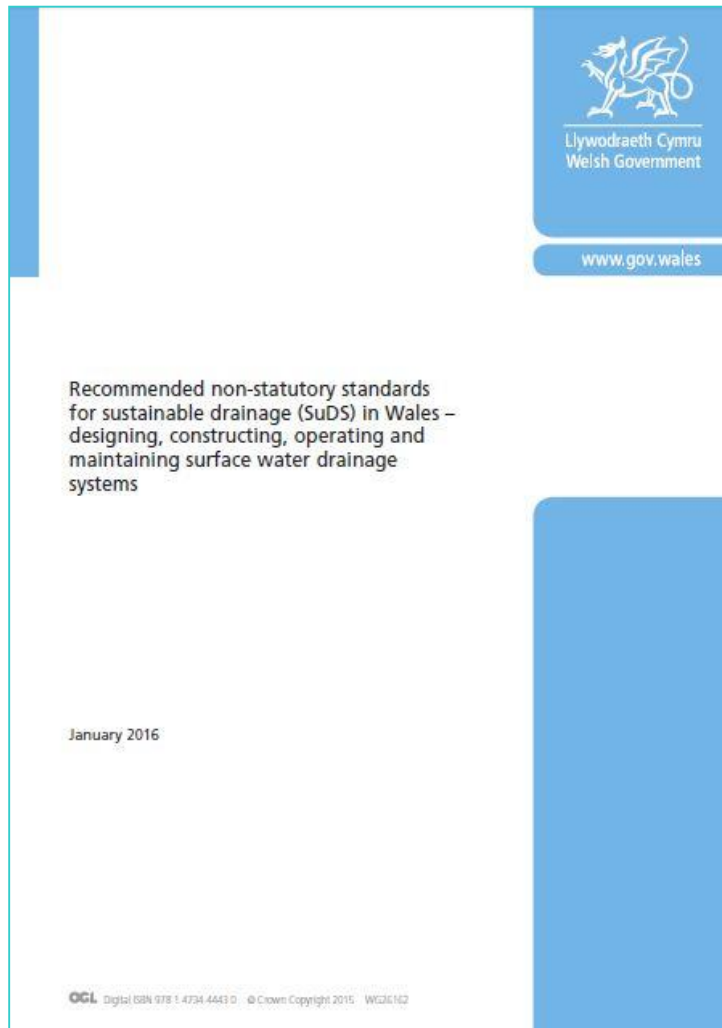 Llywodraeth Cymru
Welsh Government
www.gov.wales
Recommended non-statutory standards
for sustainable drainage (SuDS) in Wales –
designing, constructing, operating and
maintaining surface water drainage
systems
January 2016
OGL Digital ISBN 978 1 4734 4443 0 © Crown Copyright 2015 WG26162